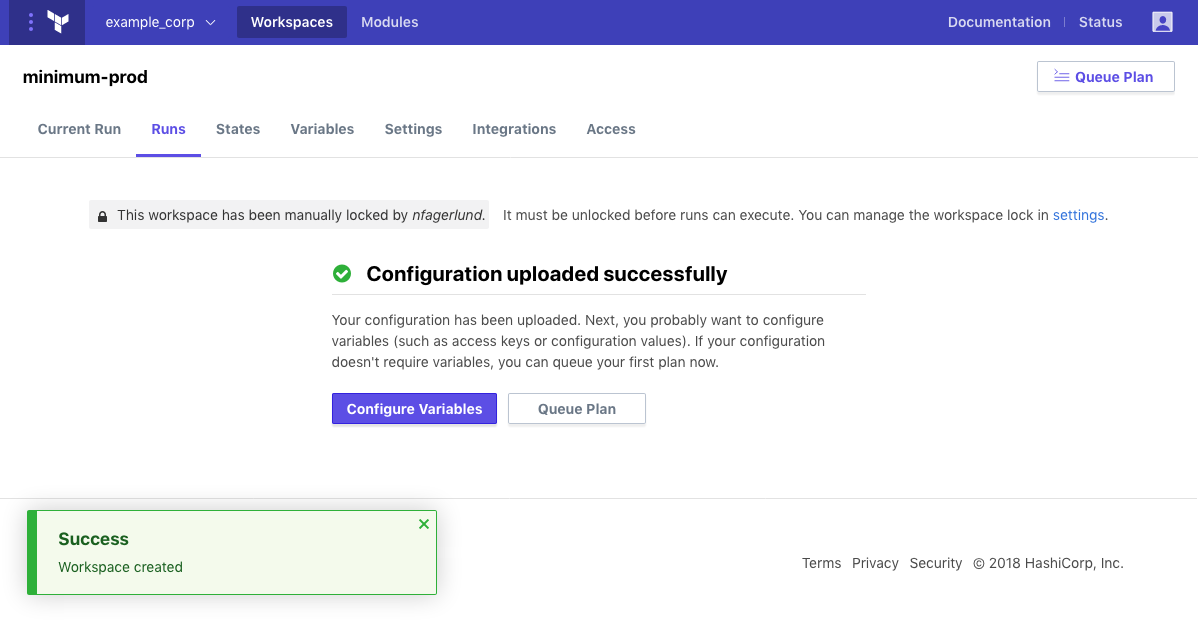 example_corp Workspaces Modules Documentation Status
minimum-prod Queue Plan
Current Run Runs States Variables Settings Integrations Access
This workspace has been manually locked by nfagerlund. It must be unlocked before runs can execute. You can manage the workspace lock in settings.
Configuration uploaded successfully
Your configuration has been uploaded. Next, you probably want to configure
variables (such as access keys or configuration values). If your configuration
doesn't require variables, you can queue your first plan now.
Configure Variables Queue Plan
Success
Workspace created
Terms Privacy Security © 2018 HashiCorp, Inc.